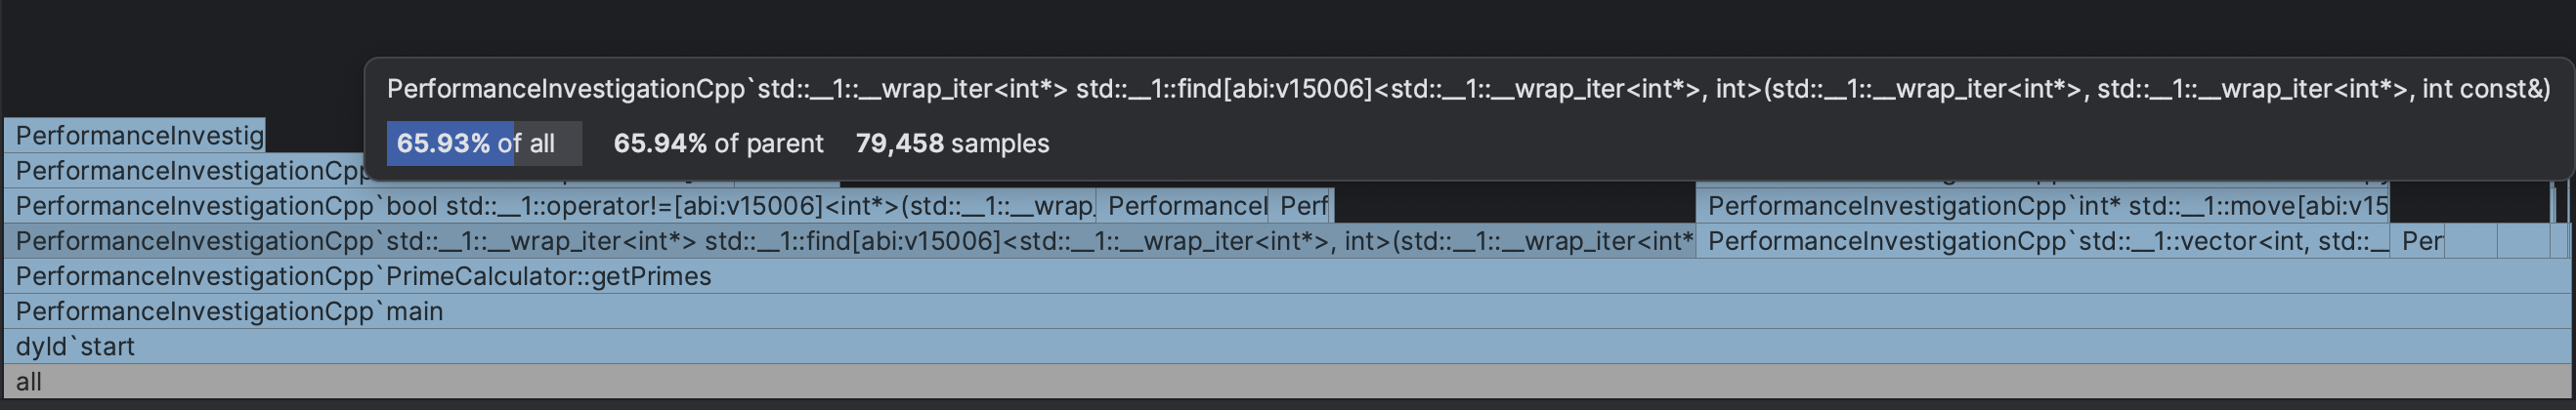 PerformanceInvestigationCpp`std::__1::__wrap_iter<int*> std::__1::find[abi:v15006]<std::__1::__wrap_iter<int*>, int>(std::__1::__wrap_iter<int*>, std::__1::__wrap_iter<int*>, int const&)
65.93% of all 65.94% of parent 79,458 samples
PerformanceInvestig
PerformanceInvestigationCpp
PerformanceInvestigationCpp`bool std::__1::operator!=[abi:v15006]<int*>(std::__1::__wrap. PerformanceI Perf PerformanceInvestigationCpp`int* std::__1::move[abi:v15
PerformanceInvestigationCpp`std::__1::__wrap_iter<int*> std::__1::find[abi:v15006]<std::__1::__wrap_iter<int*>, int>(std::__1::__wrap_iter<int* PerformanceInvestigationCpp`std::__1::vector<int, std::__ Per
PerformanceInvestigationCpp`PrimeCalculator::getPrimes
PerformanceInvestigationCpp`main
dyld`start
all